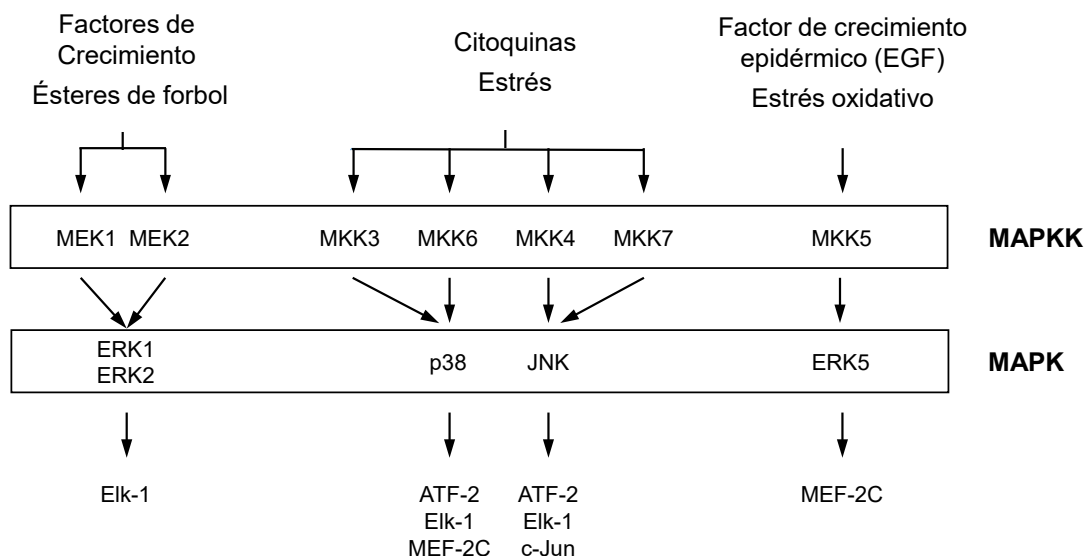 Factores de
Crecimiento
Ésteres de forbol
Citoquinas
Estrés
Factor de crecimiento
epidérmico (EGF)
Estrés oxidativo
MEK1 MEK2 MKK3 MKK6 MKK4 MKK7 MKK5 MAPKK
ERK1
ERK2
p38 JNK ERK5 MAPK
Elk-1
ATF-2
Elk-1
MEF-2C
ATF-2
Elk-1
c-Jun
MEF-2C